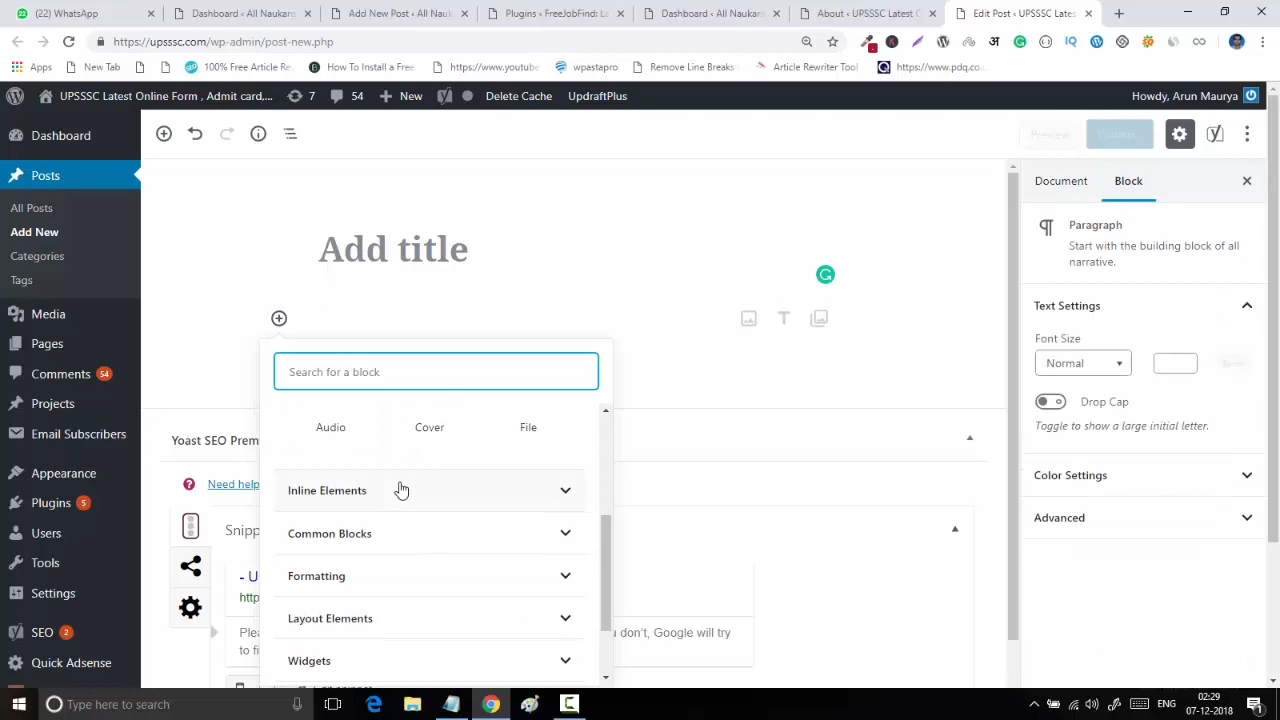 22 WhatsApp
Dashboard ‹ All Naukar
Add New Post ‹ All Nau
Plugins ‹ FreeJobFind: La
Dashboard ‹ All Naukar
About ‹ UPSSSC Latest O
Edit Post ‹ UPSSSC Lates
https://upsssc.com/wp-admin/post-new.php
Apps
New Tab
100% Free Article Re
How To Install a Free
https://www.youtube
wpastapro
Remove Line Breaks
Article Rewriter Tool
https://www.pdq.co...
UPSSSC Latest Online Form , Admit card,...
7
54
New
Delete Cache
UpdraftPlus
Howdy, Arun Maurya
Dashboard
Posts
All Posts
Add New
Categories
Tags
Media
Pages
Comments 54
Projects
Email Subscribers
Appearance
Plugins 5
Users
Tools
Settings
SEO 2
Quick Adsense
Preview
Publish...
Add title
Search for a block
Audio
Cover
File
Inline Elements
Common Blocks
Formatting
Layout Elements
Widgets
Yoast SEO Prem
Need help
Snipp
- U
http
Plea
u don't, Google will try
to fi
Document
Block
Paragraph
Start with the building block of all
narrative.
Text Settings
Font Size
Normal
Reset
Drop Cap
Toggle to show a large initial letter.
Color Settings
Advanced
Type here to search
ENG
02:29
07-12-2018